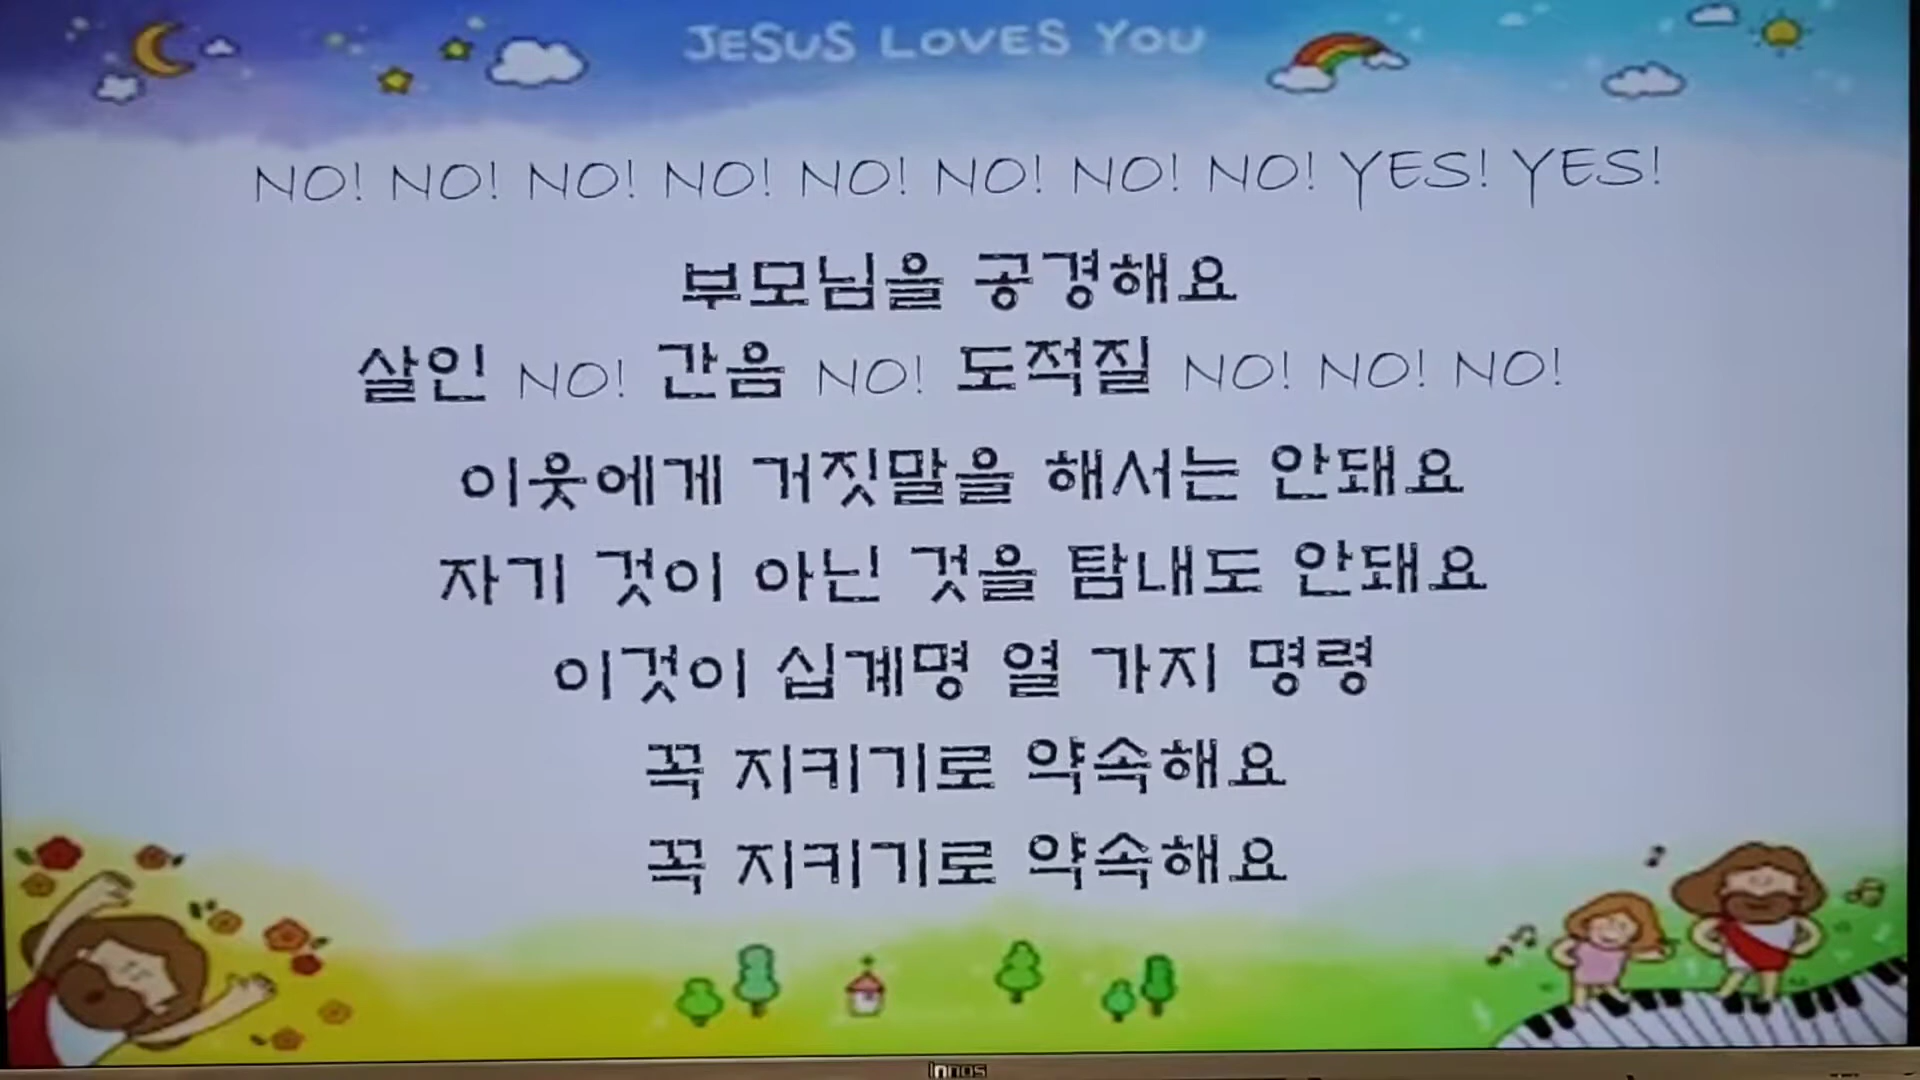 JESUS LOVES YOU
NO! NO! NO! NO! NO! NO! NO! NO! YES! YES!
부모님을 공경해요
살인 NO! 간음 NO! 도적질 NO! NO! NO!
이웃에게 거짓말을 해서는 안돼요
자기 것이 아닌 것을 탐내도 안돼요
이것이 십계명 열 가지 명령
꼭 지키기로 약속해요
꼭 지키기로 약속해요
innos